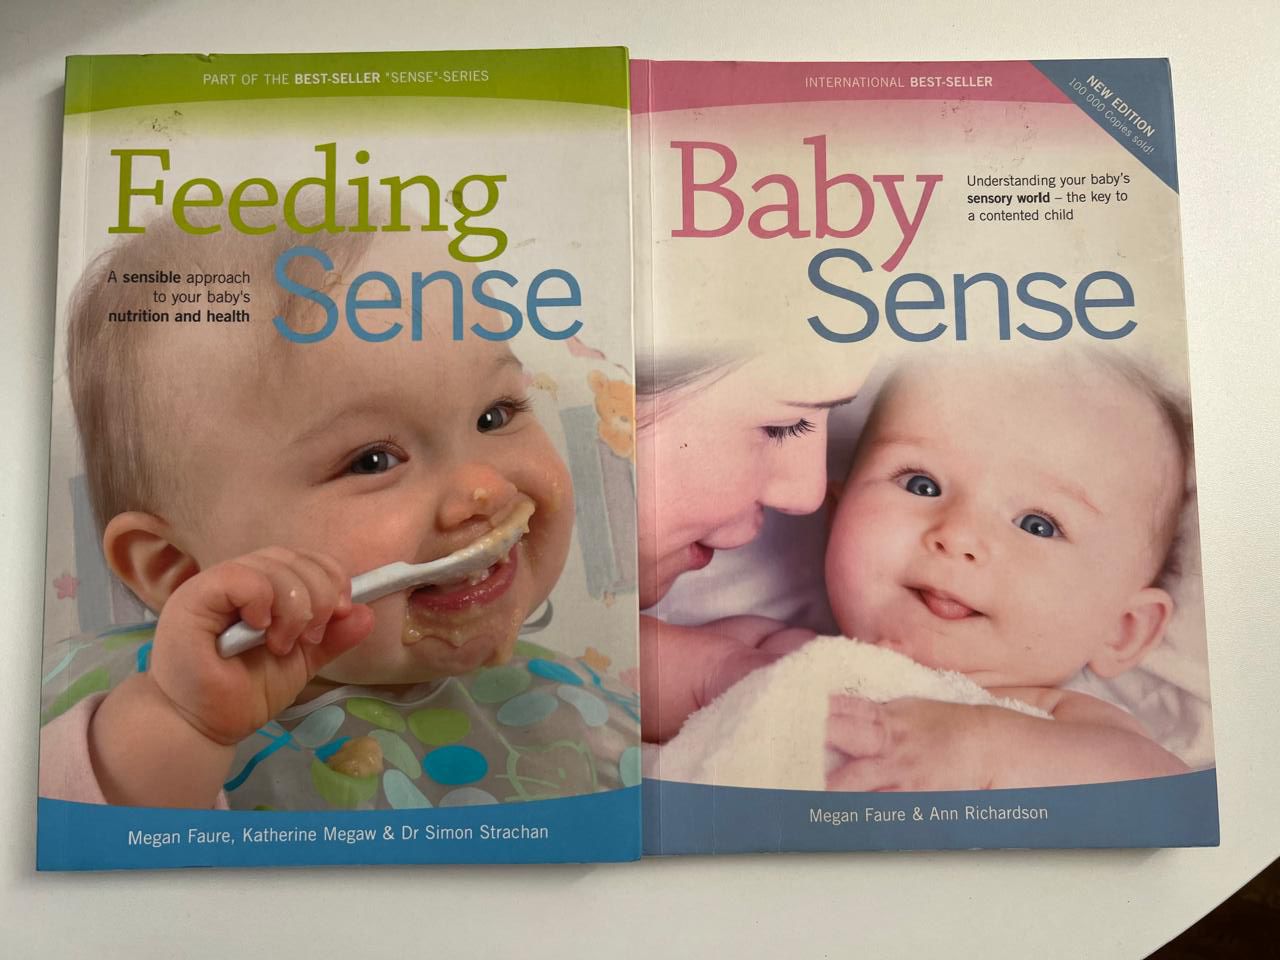 PART OF THE BEST-SELLER "SENSE"-SERIES
Feeding
Sense
A sensible approach
to your baby's
nutrition and health
Megan Faure, Katherine Megaw & Dr Simon Strachan
INTERNATIONAL BEST-SELLER
NEW EDITION
100 000 Copies sold!
Baby
Sense
Understanding your baby's
sensory world – the key to
a contented child
Megan Faure & Ann Richardson